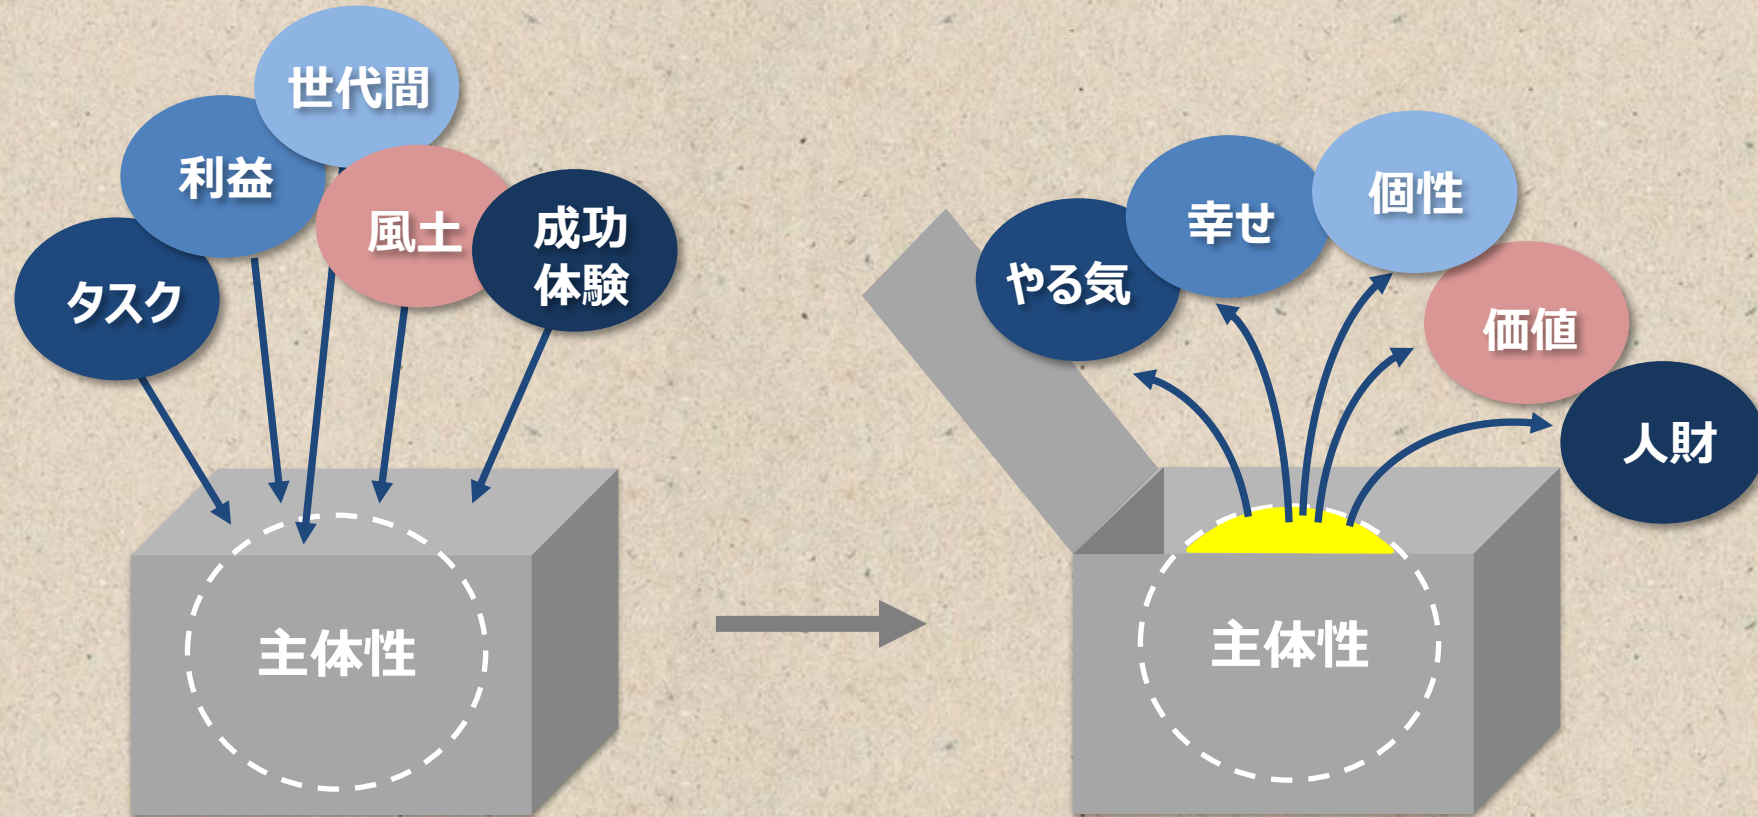 世代間
利益
風土
成功
体験
タスク
主体性
個性
幸せ
やる気
価値
人財
主体性